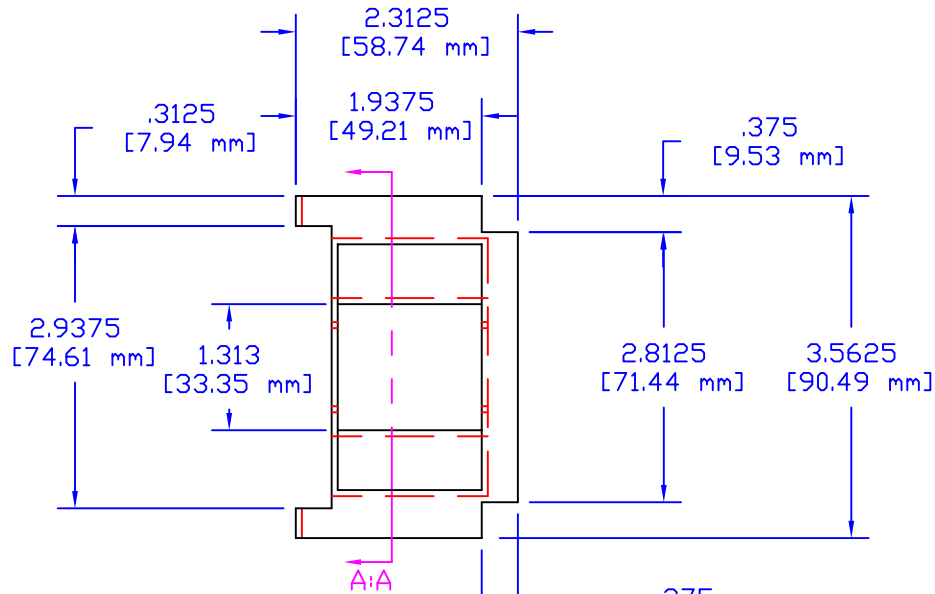 2.3125
[58.74 mm]
1.9375
[49.21 mm]
.3125
[7.94 mm]
.375
[9.53 mm]
2.9375
[74.61 mm]
1.313
[33.35 mm]
2.8125
[71.44 mm]
3.5625
[90.49 mm]
A:A